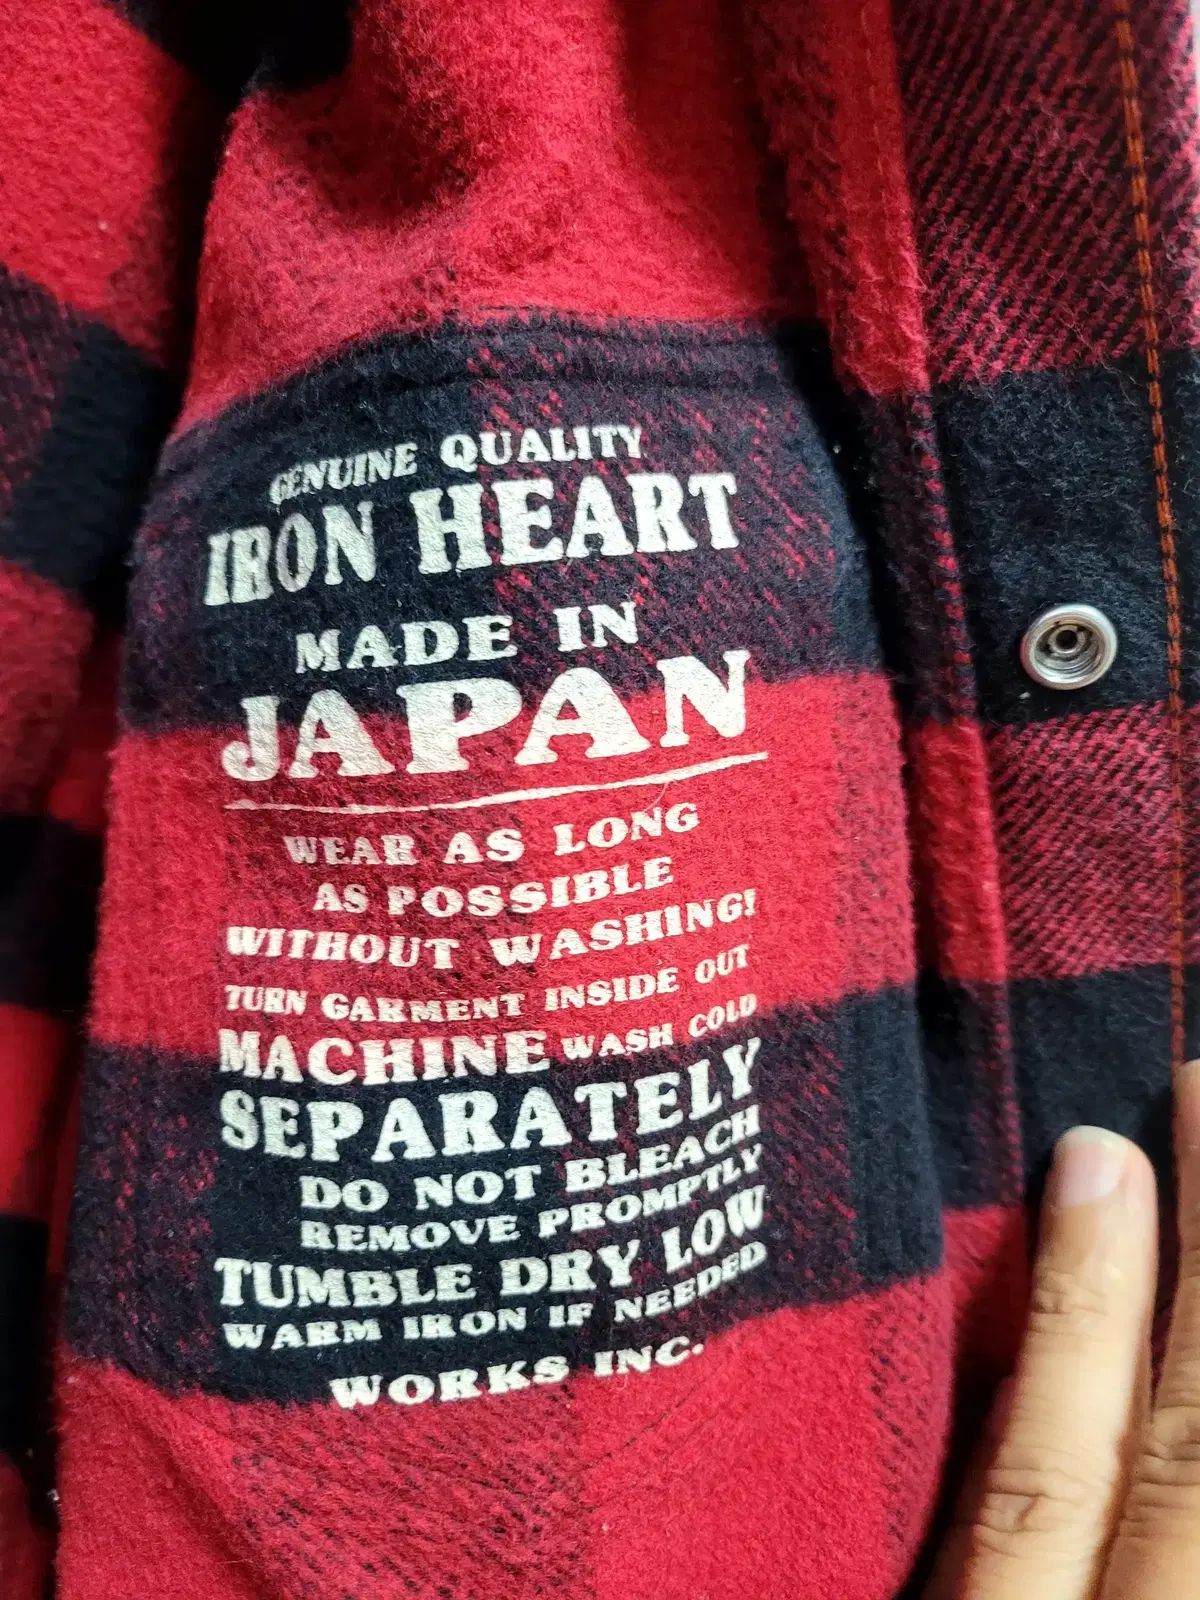 GENUINE QUALITY
IRON HEART
MADE IN
JAPAN
WEAR AS LONG
AS POSSIBLE
WITHOUT WASHING!
TURN GARMENT INSIDE OUT
MACHINE WASH COLD
SEPARATELY
DO NOT BLEACH
REMOVE PROMPTLY
TUMBLE DRY LOW
WARM IRON IF NEEDED
WORKS INC.